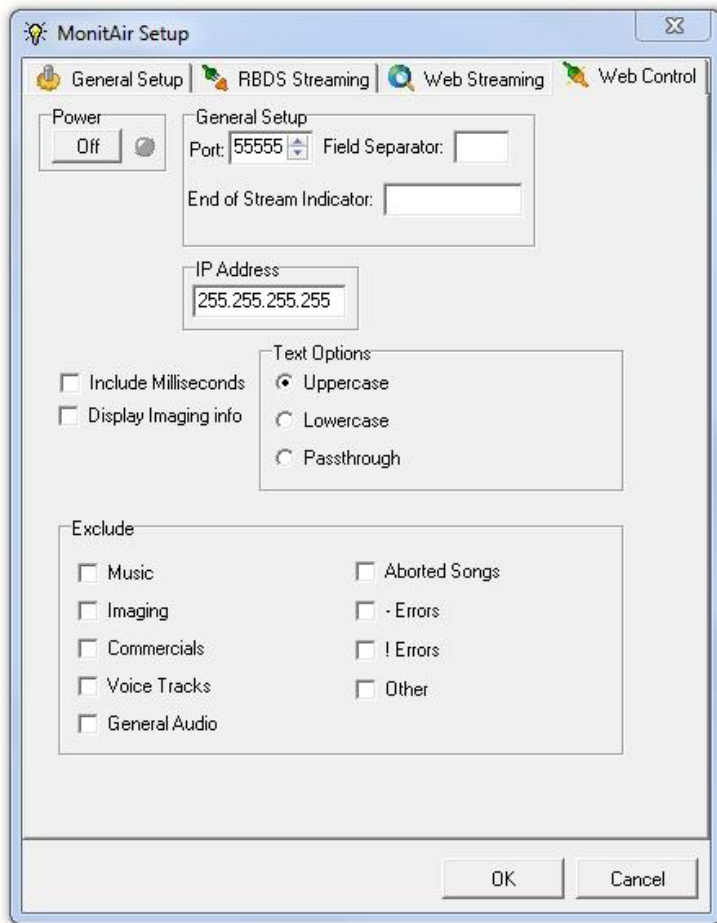 MonitAir Setup
General Setup RBDS Streaming Web Streaming Web Control
Power
Off
General Setup
Port: 55555 Field Separator:
End of Stream Indicator:
IP Address
255.255.255.255
Include Milliseconds
Display Imaging info
Text Options
Uppercase
Lowercase
Passthrough
Exclude
Music
Imaging
Commercials
Voice Tracks
General Audio
Aborted Songs
- Errors
! Errors
Other
OK Cancel